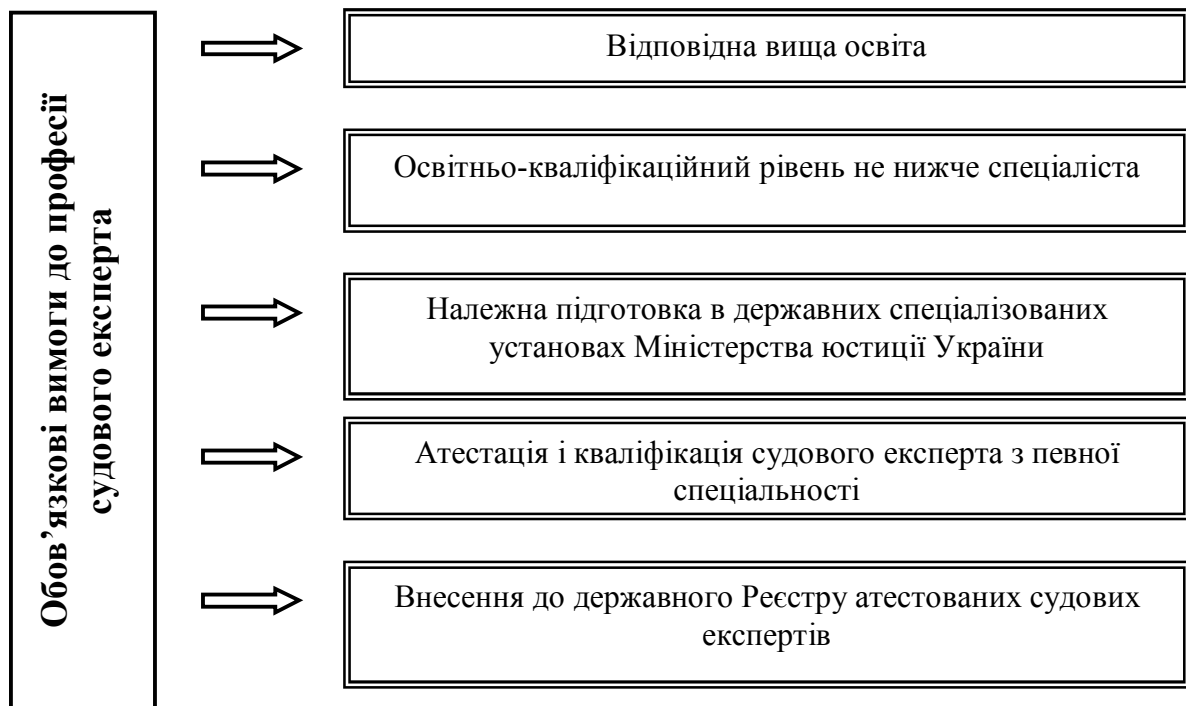 Обов’язкові вимоги до професії
судового експерта
Відповідна вища освіта
Освітньо-кваліфікаційний рівень не нижче спеціаліста
Належна підготовка в державних спеціалізованих
установах Міністерства юстиції України
Атестація і кваліфікація судового експерта з певної
спеціальності
Внесення до державного Реєстру атестованих судових
експертів